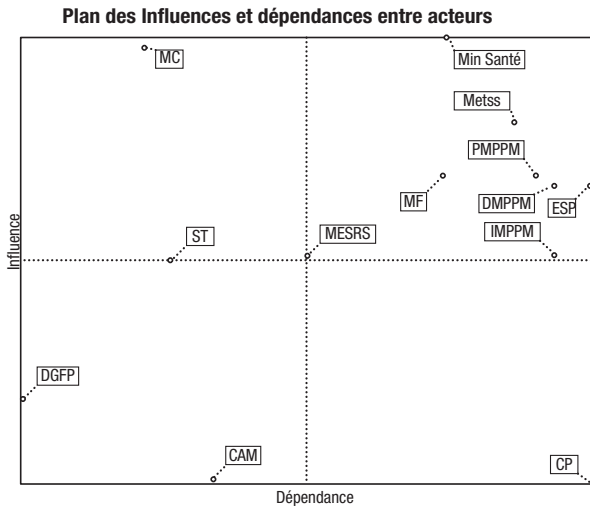 Plan des Influences et dépendances entre acteurs
MC
Min Santé
Metss
PMPPM
MF
DMPPM
ESP
ST
MESRS
IMPPM
Influence
DGFP
CAM
CP
Dépendance